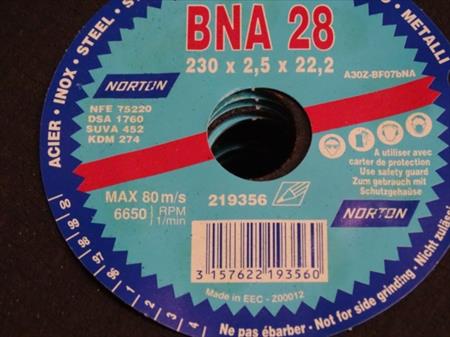 BNA 28
230 x 2,5 x 22,2
A30Z-BF07bNA
ACIER · INOX · STEEL
METALLI
NORTON
NFE 75220
DSA 1760
SUVA 452
KDM 274
A utiliser avec
carter de protection
Use safety guard
Zum gebrauch mit
Schutzgehäuse
MAX 80 m/s
6650 RPM
1/min
219356
NORTON
3 157622 193560
Made in EEC - 200012
Ne pas ébarber · Not for side grinding · Nicht zuläss